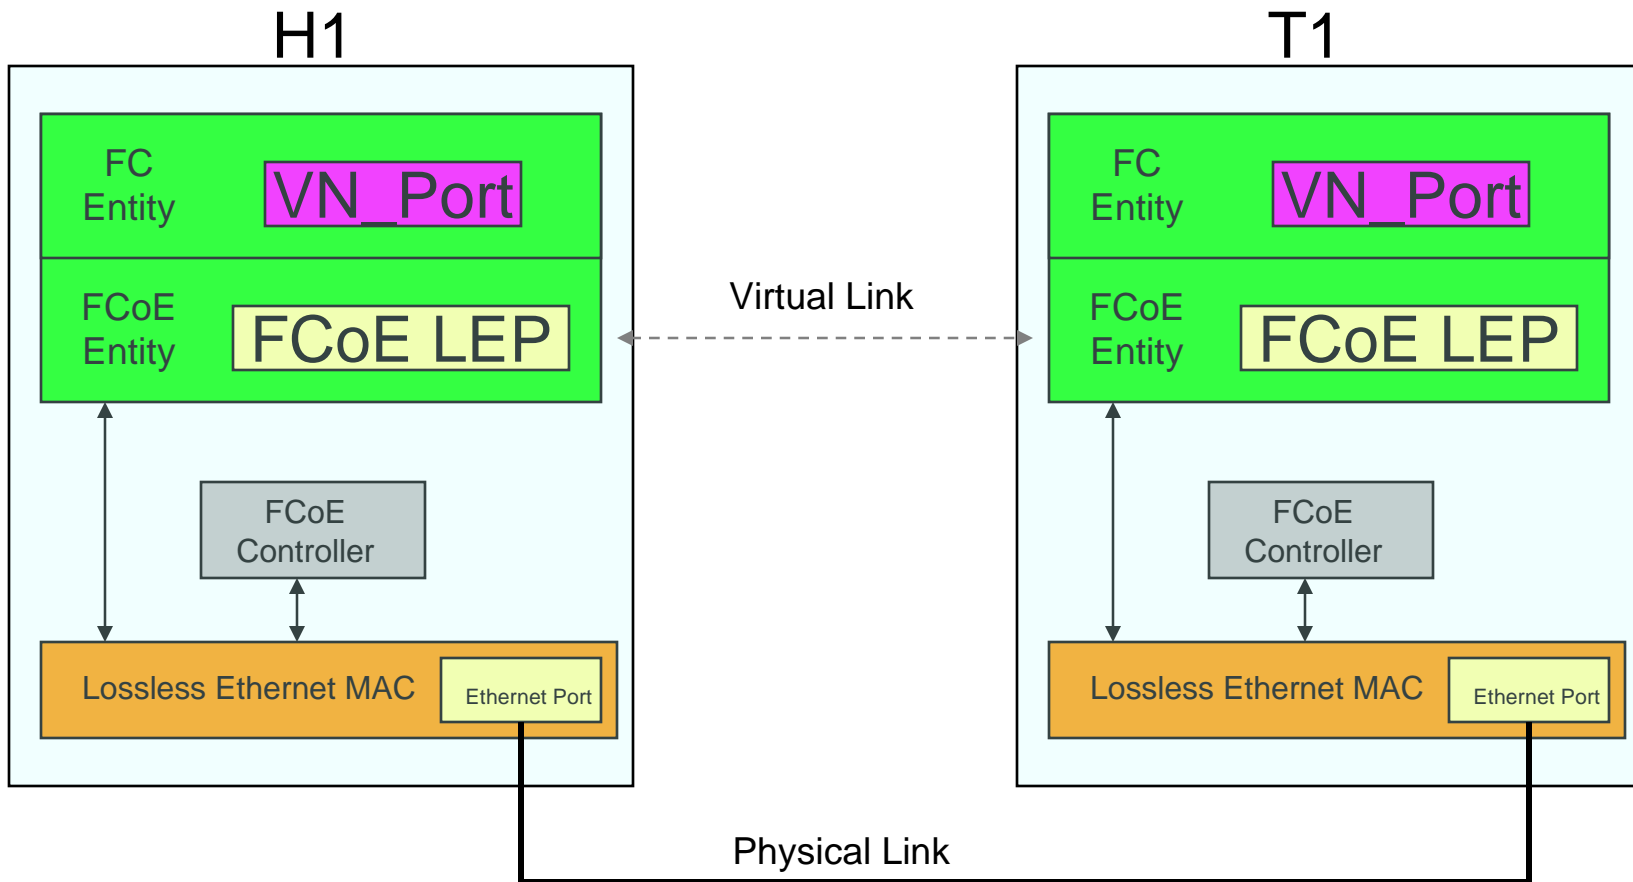 H1
T1
FC
Entity
VN_Port
FCoE
Entity
FCoE LEP
FCoE
Controller
Lossless Ethernet MAC
Ethernet Port
Virtual Link
FC
Entity
VN_Port
FCoE
Entity
FCoE LEP
FCoE
Controller
Lossless Ethernet MAC
Ethernet Port
Physical Link